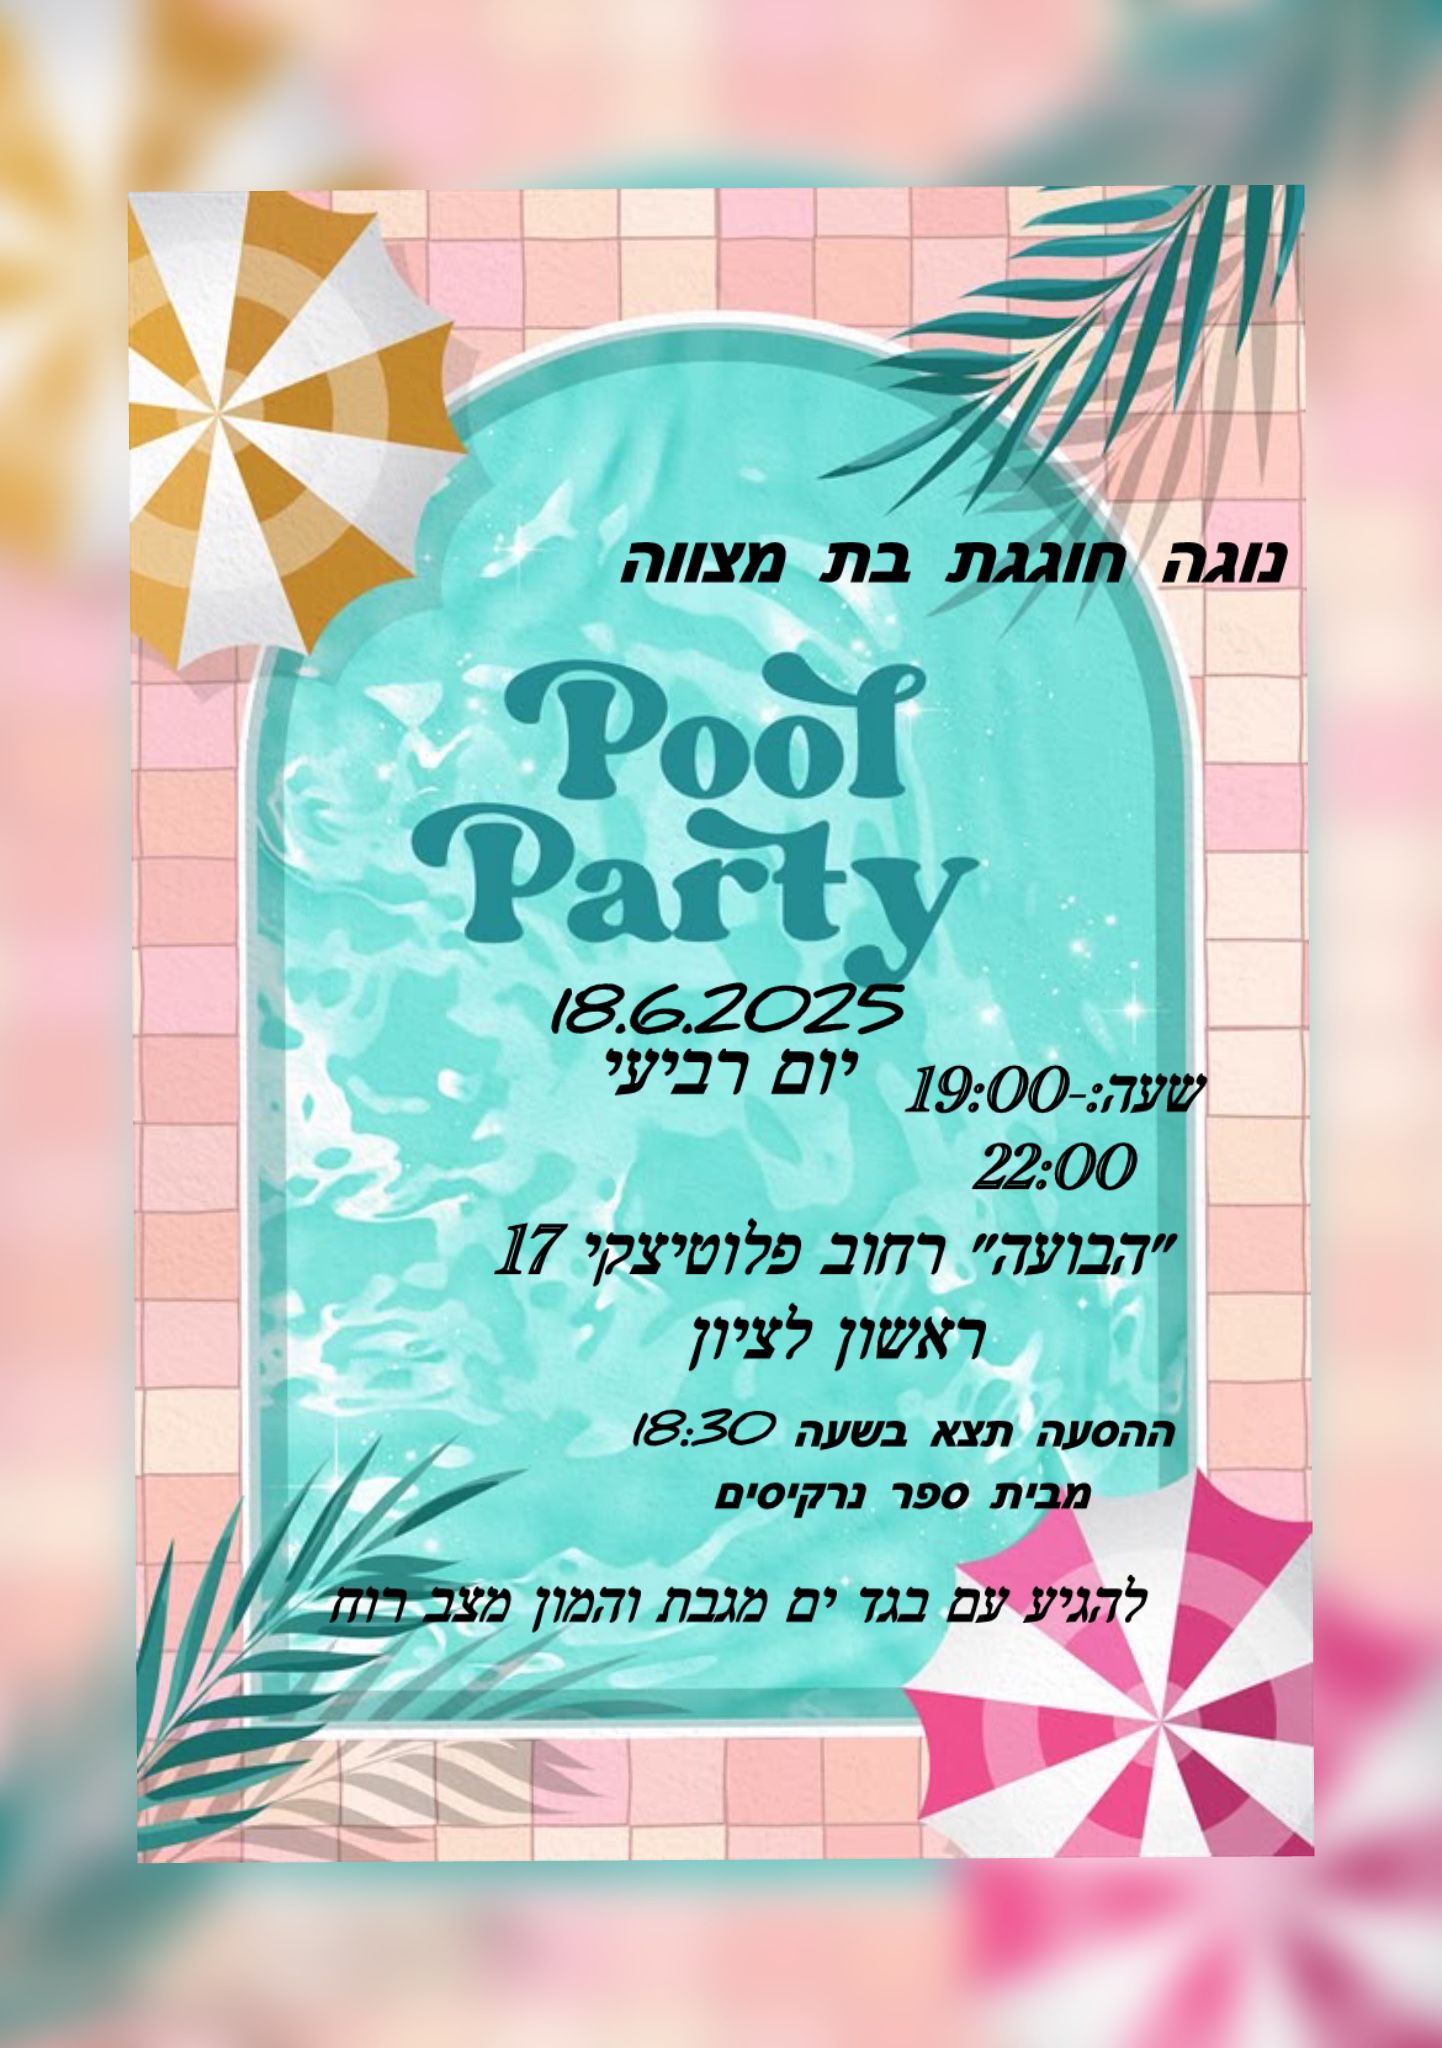 נוגה חוגגת בת מצווה
Pool
Party
18.6.2025
יום רביעי
שעה:-19:00
22:00
"הבועה" רחוב פלוטיצקי 17
ראשון לציון
ההסעה תצא בשעה 18:30
מבית ספר נרקיסים
להגיע עם בגד ים מגבת והמון מצב רוח